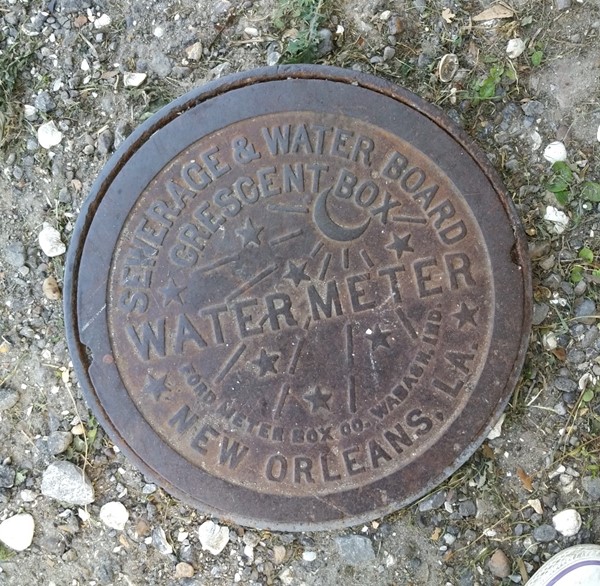 SEWERAGE & WATER BOARD
CRESCENT BOX
WATER METER
FORD METER BOX CO. WABASH, IND.
NEW ORLEANS, LA.